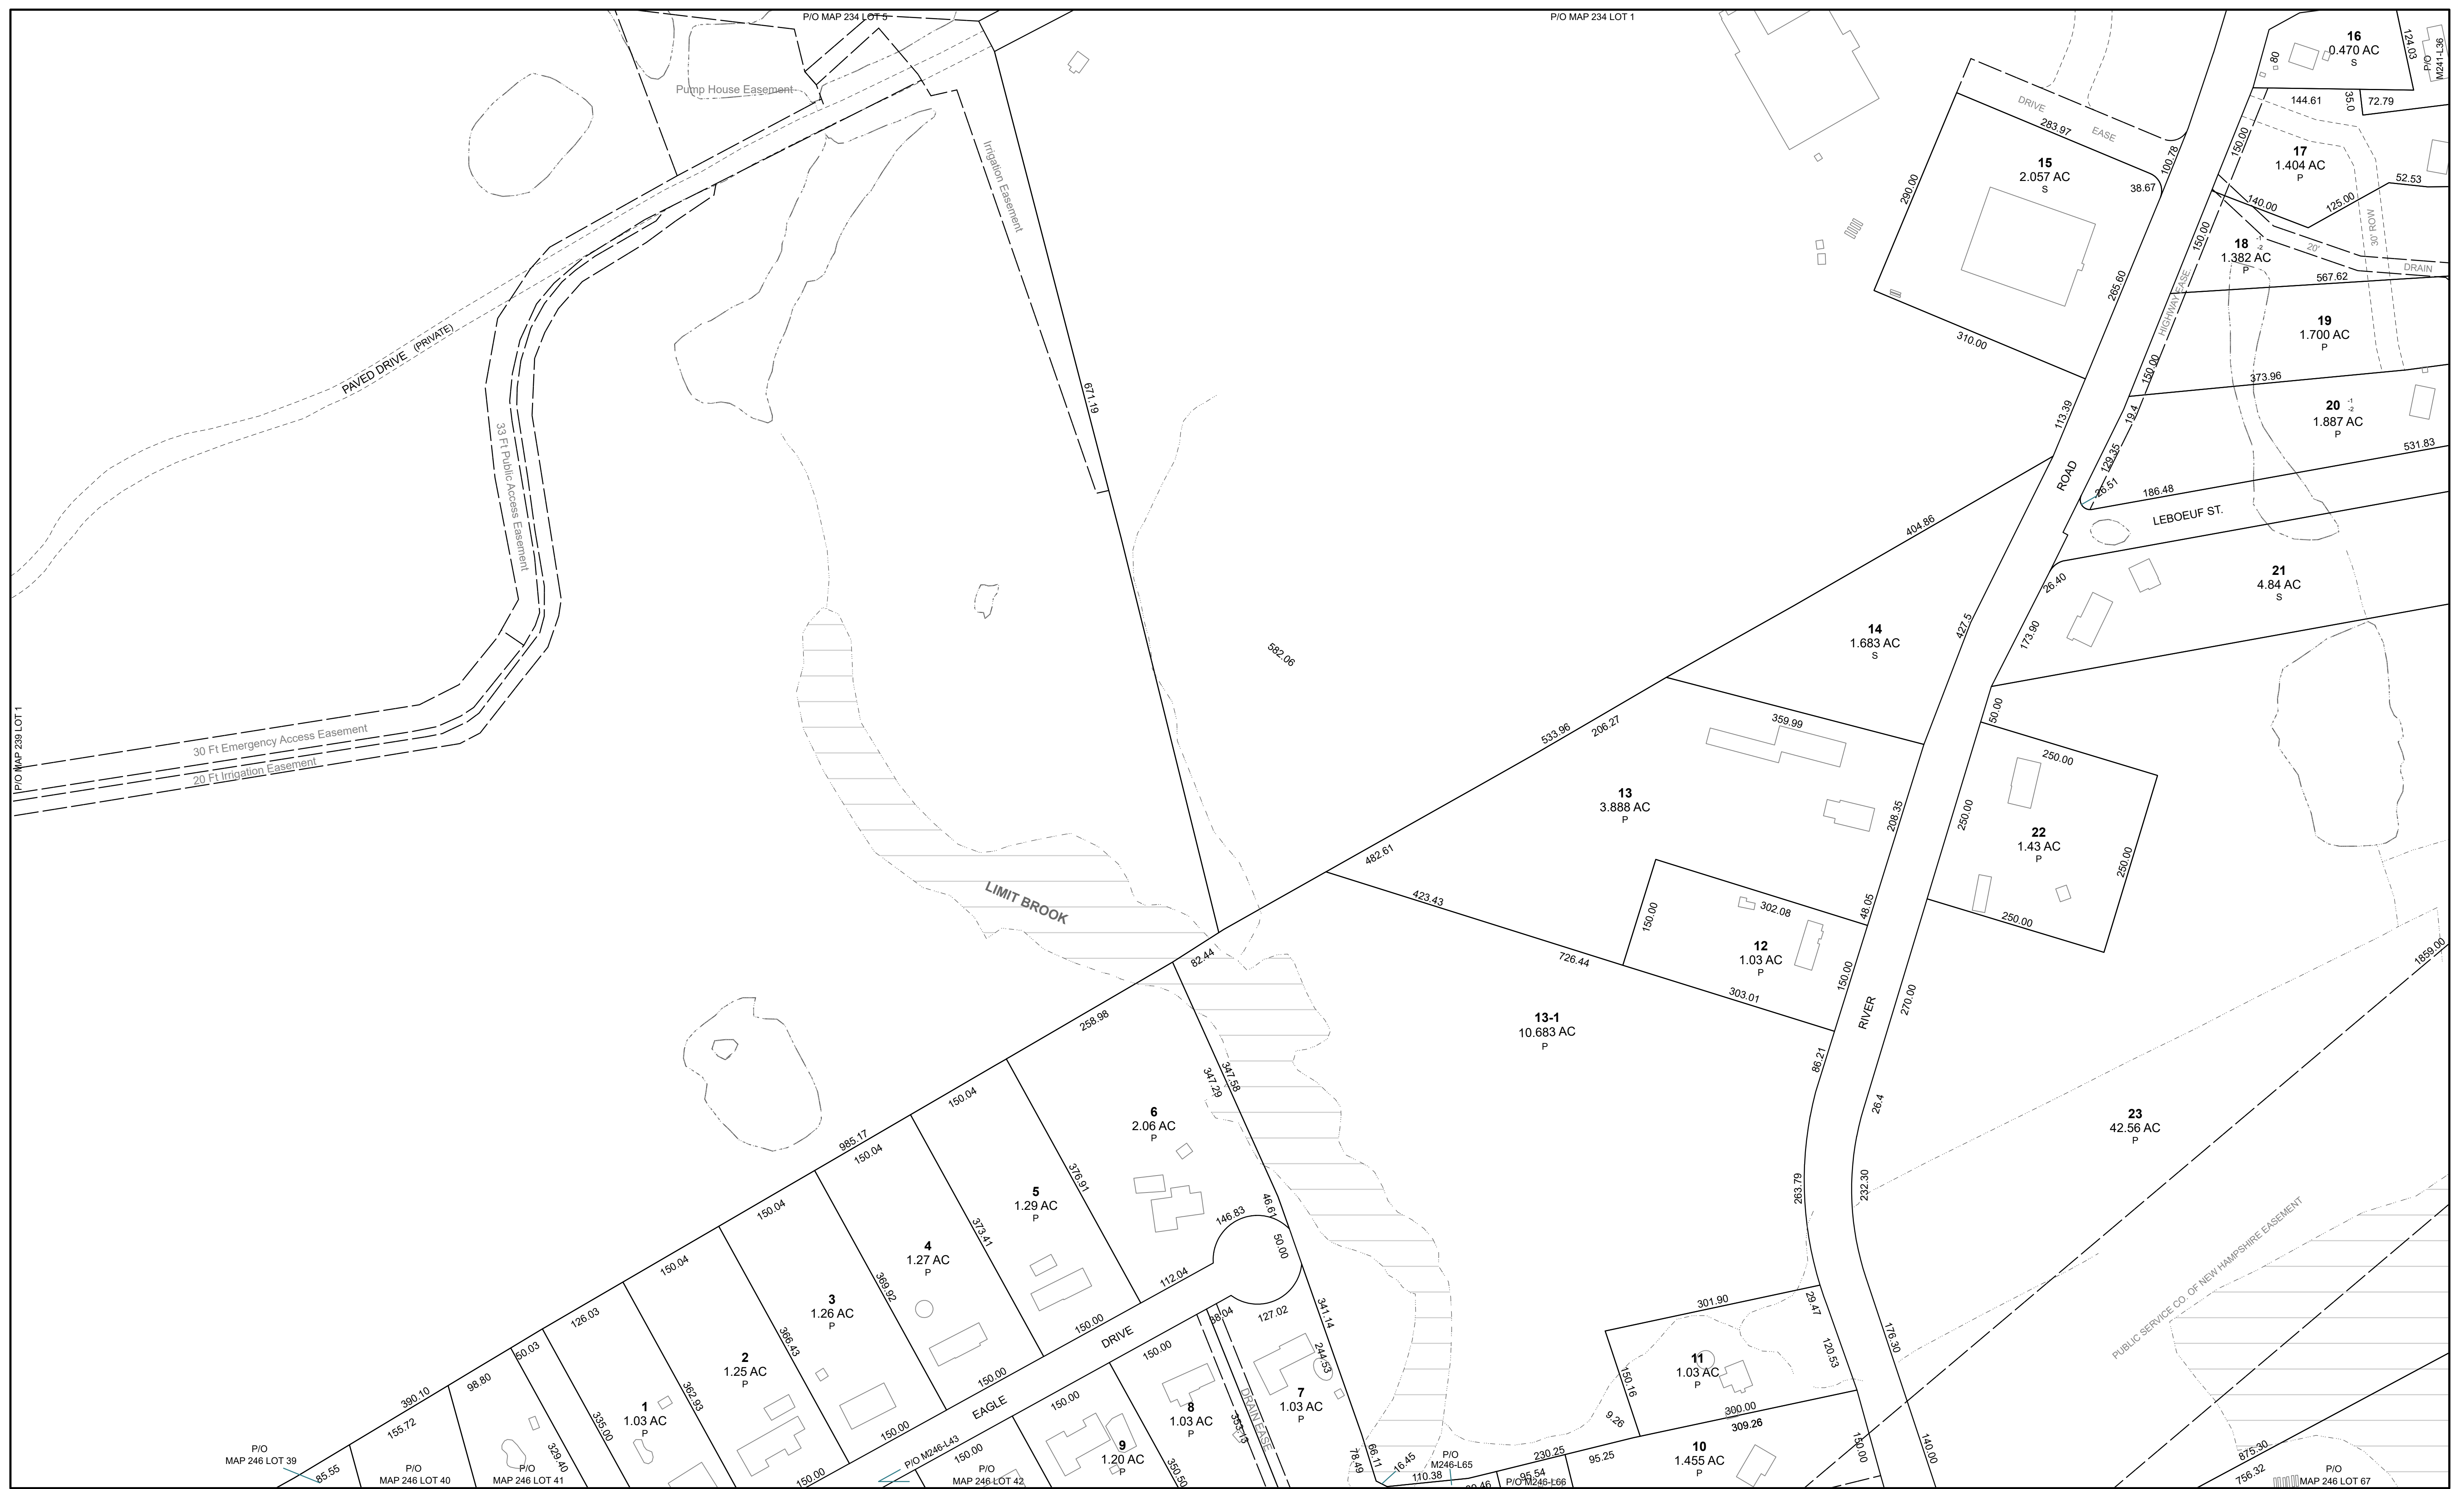 P/O MAP 234 LOT 5
P/O MAP 234 LOT 1
16
0.470 AC
S
80
124.03
P/O
M241-L36
Pump House Easement
144.61
35.0
72.79
DRIVE
EASE
283.97
150.00
17
1.404 AC
P
15
2.057 AC
S
100.78
38.67
290.00
52.53
Irrigation Easement
140.00
125.00
30' ROW
18
-1
-2
1.382 AC
P
150.00
20'
DRAIN
567.62
265.60
HIGHWAY EASE
19
1.700 AC
P
310.00
PAVED DRIVE (PRIVATE)
150.00
373.96
671.19
113.39
19.4
20
-1
-2
1.887 AC
P
531.83
33 Ft Public Access Easement
129.35
ROAD
26.51
186.48
LEBOEUF ST.
404.86
21
4.84 AC
S
26.40
14
1.683 AC
S
427.5
173.90
582.06
P/O MAP 239 LOT 1
50.00
359.99
206.27
533.96
30 Ft Emergency Access Easement
20 Ft Irrigation Easement
250.00
13
3.888 AC
P
208.35
250.00
22
1.43 AC
P
250.00
482.61
LIMIT BROOK
423.43
302.08
48.05
150.00
250.00
12
1.03 AC
P
1859.00
82.44
726.44
150.00
303.01
270.00
RIVER
258.98
13-1
10.683 AC
P
86.21
347.58
347.29
150.04
26.4
6
2.06 AC
P
23
42.56 AC
P
985.17
150.04
376.91
5
1.29 AC
P
263.79
232.30
46.61
146.83
150.04
373.41
50.00
4
1.27 AC
P
PUBLIC SERVICE CO. OF NEW HAMPSHIRE EASEMENT
150.04
112.04
369.92
3
1.26 AC
P
301.90
29.47
126.03
150.00
DRIVE
38.04
127.02
341.14
176.30
366.43
50.03
150.00
150.00
244.53
120.53
2
1.25 AC
P
11
1.03 AC
P
390.10
98.80
362.93
150.00
150.00
7
1.03 AC
P
150.16
155.72
1
1.03 AC
P
EAGLE
8
1.03 AC
P
DRAIN EASE
353.13
300.00
9.26
309.26
335.00
150.00
P/O M246-L43
150.00
9
1.20 AC
P
10
1.455 AC
P
150.00
140.00
P/O
MAP 246 LOT 39
85.55
329.40
78.49
66.11
16.45
P/O
M246-L65
230.25
95.25
875.30
P/O
MAP 246 LOT 40
P/O
MAP 246 LOT 41
150.00
P/O
MAP 246 LOT 42
350.50
110.38
95.54
P/O M246-L66
756.32
P/O
MAP 246 LOT 67